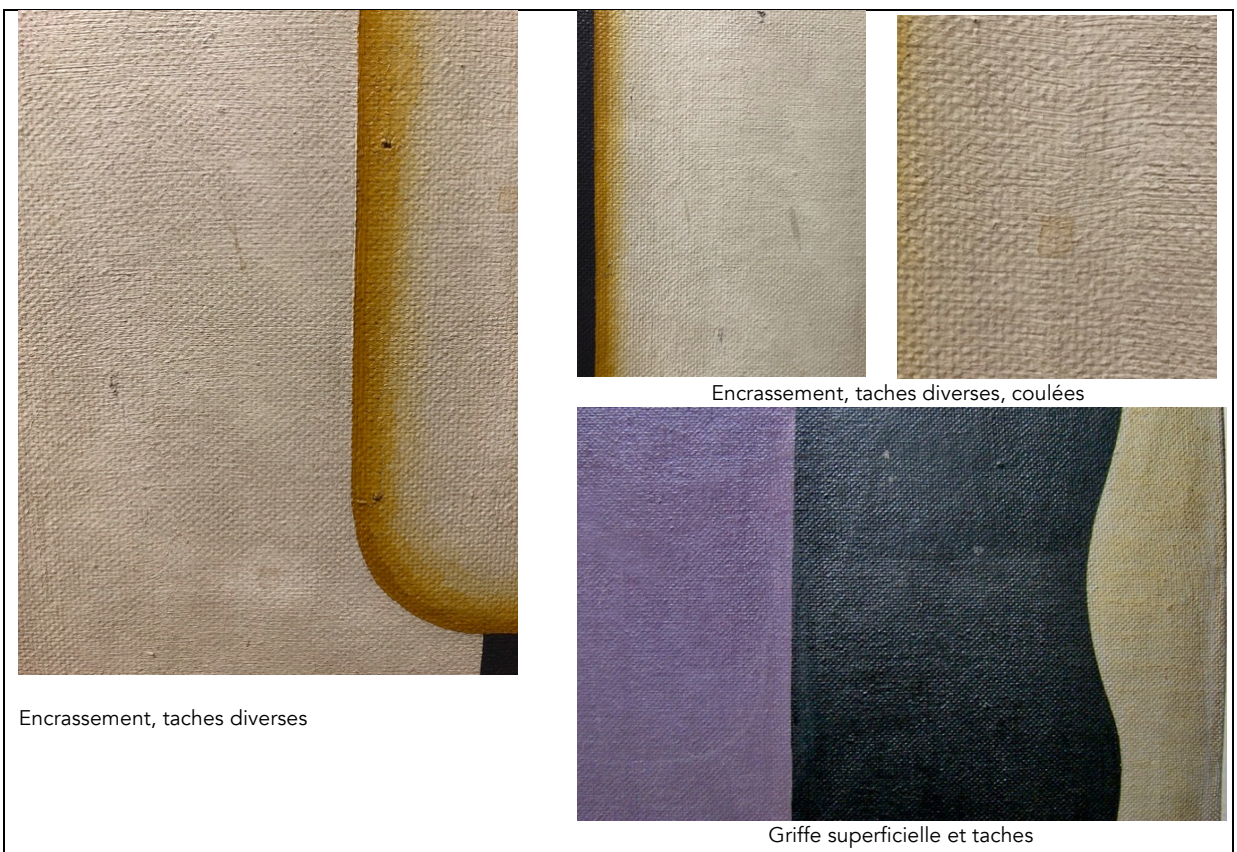 Encrassement, taches diverses, coulées
Encrassement, taches diverses
Griffe superficielle et taches